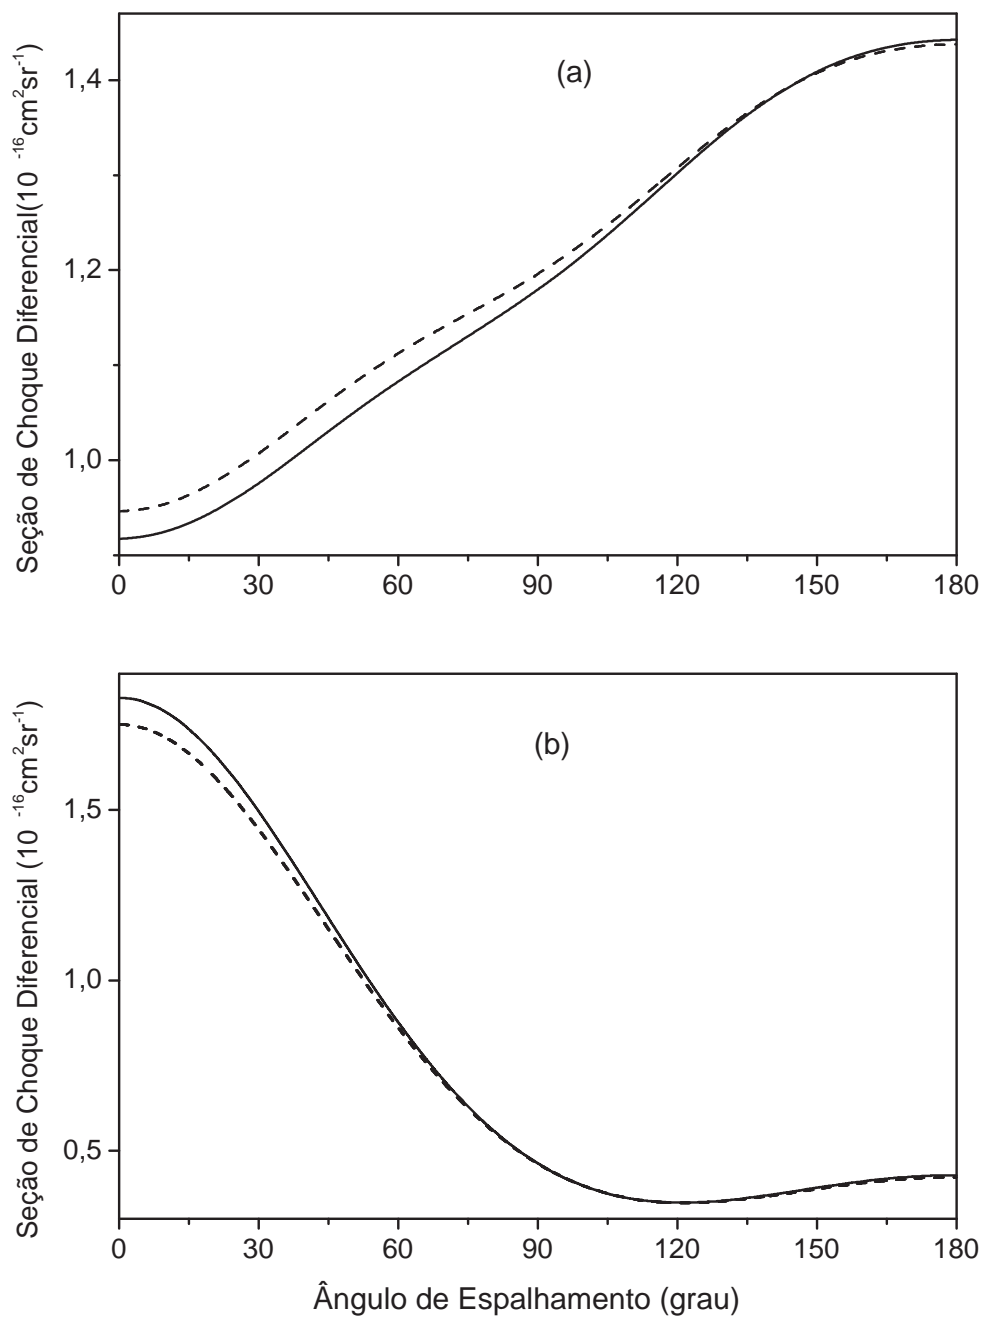 (a)
Seção de Choque Diferencial(10 -16cm2sr-1)
1,4
1,2
1,0
0 30 60 90 120 150 180
(b)
Seção de Choque Diferencial (10 -16cm2sr-1)
1,5
1,0
0,5
0 30 60 90 120 150 180
Ângulo de Espalhamento (grau)